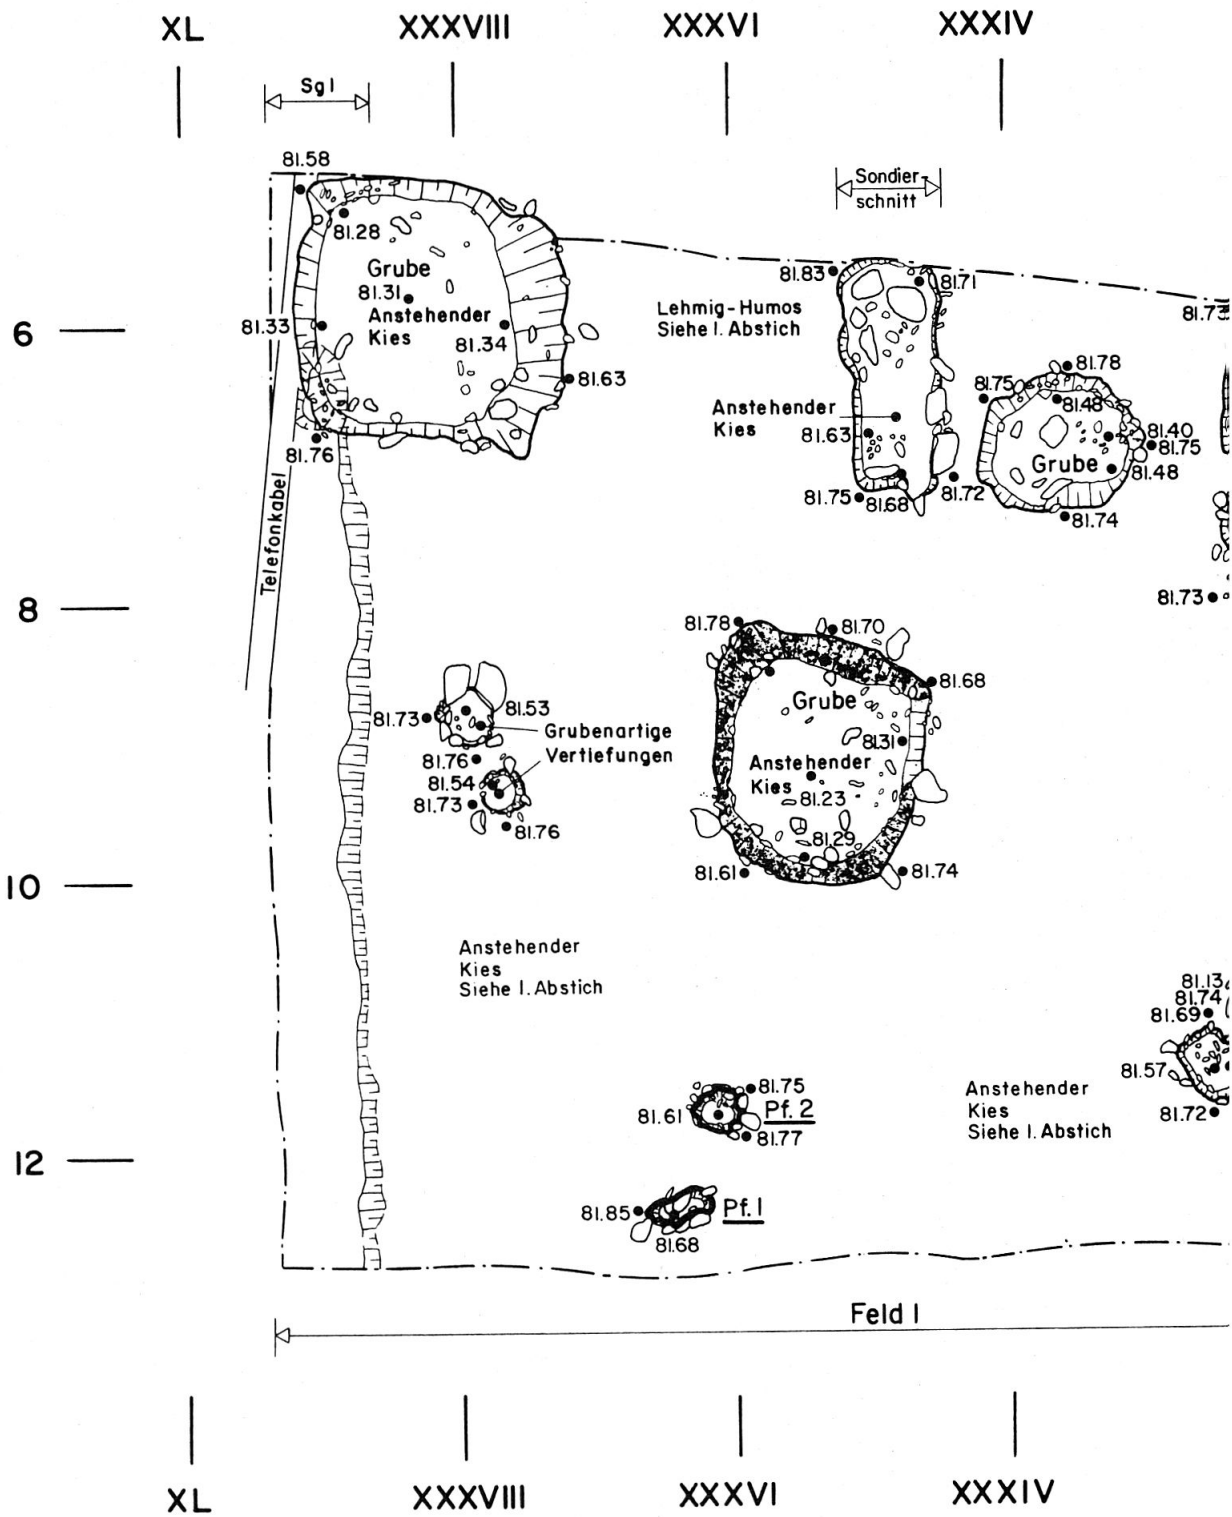 XL XXXVIII XXXVI XXXIV
Sg I
Sondier-
schnitt
81.58
81.28
Grube
81.31
Anstehender
Kies
81.33
81.34
81.63
81.76
Telefonkabel
81.83
81.71
Lehmig-Humos
Siehe I. Abstich
81.73
6
Anstehender
Kies
81.63
81.75
81.68
81.72
81.78
81.75
81.48
81.40
81.75
Grube
81.48
81.74
8
81.73
81.78
81.70
81.68
Grube
81.31
Anstehender
Kies
81.23
81.29
81.61
81.74
81.73
81.53
Grubenartige
Vertiefungen
81.76
81.54
81.73
81.76
10
Anstehender
Kies
Siehe I. Abstich
81.13
81.74
81.69
81.57
81.72
Anstehender
Kies
Siehe I. Abstich
81.75
81.61
Pf. 2
81.77
12
81.85
Pf. I
81.68
Feld I
XL XXXVIII XXXVI XXXIV